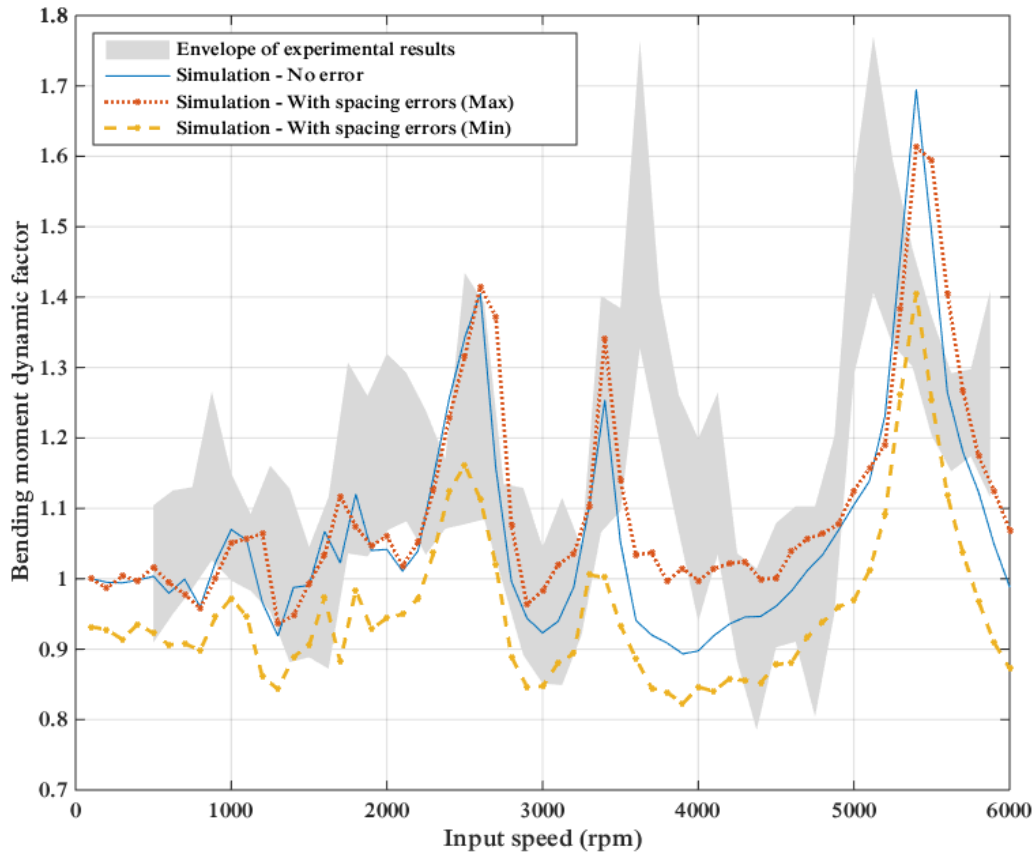 1.8
1.7
1.6
1.5
1.4
1.3
1.2
1.1
1
0.9
0.8
0.7
Bending moment dynamic factor
Envelope of experimental results
Simulation - No error
Simulation - With spacing errors (Max)
Simulation - With spacing errors (Min)
0 1000 2000 3000 4000 5000 6000
Input speed (rpm)